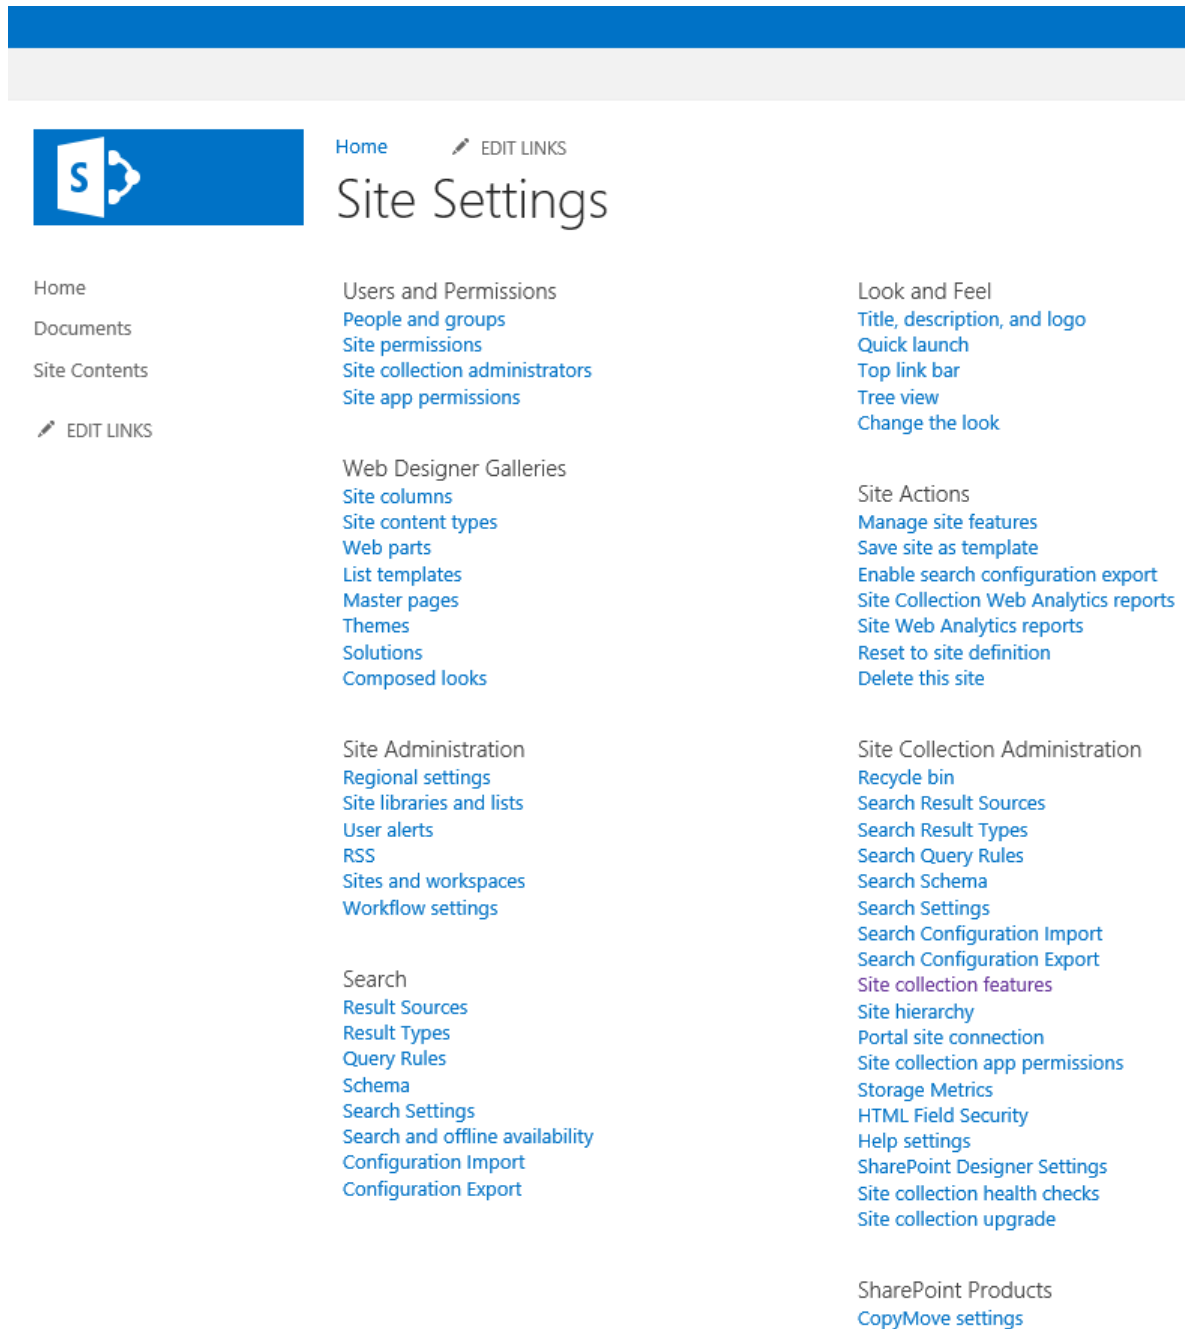 S
Home
EDIT LINKS
Site Settings
Home
Documents
Site Contents
EDIT LINKS
Users and Permissions
People and groups
Site permissions
Site collection administrators
Site app permissions
Web Designer Galleries
Site columns
Site content types
Web parts
List templates
Master pages
Themes
Solutions
Composed looks
Site Administration
Regional settings
Site libraries and lists
User alerts
RSS
Sites and workspaces
Workflow settings
Search
Result Sources
Result Types
Query Rules
Schema
Search Settings
Search and offline availability
Configuration Import
Configuration Export
Look and Feel
Title, description, and logo
Quick launch
Top link bar
Tree view
Change the look
Site Actions
Manage site features
Save site as template
Enable search configuration export
Site Collection Web Analytics reports
Site Web Analytics reports
Reset to site definition
Delete this site
Site Collection Administration
Recycle bin
Search Result Sources
Search Result Types
Search Query Rules
Search Schema
Search Settings
Search Configuration Import
Search Configuration Export
Site collection features
Site hierarchy
Portal site connection
Site collection app permissions
Storage Metrics
HTML Field Security
Help settings
SharePoint Designer Settings
Site collection health checks
Site collection upgrade
SharePoint Products
CopyMove settings